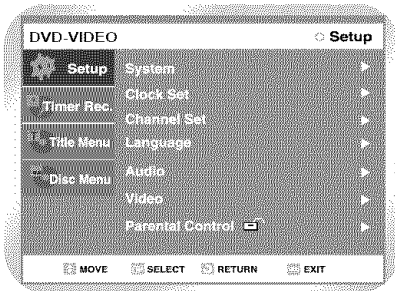 DVD-VIDEO
Setup
Setup
System
Timer Rec.
Clock Set
Channel Set
Title Menu
Language
Disc Menu
Audio
Video
Parental Control
MOVE SELECT RETURN EXIT